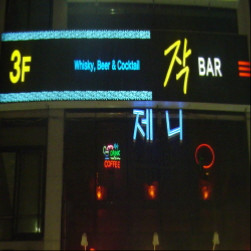 3F Whisky, Beer & Cocktail 작 BAR
제니
COFFEE